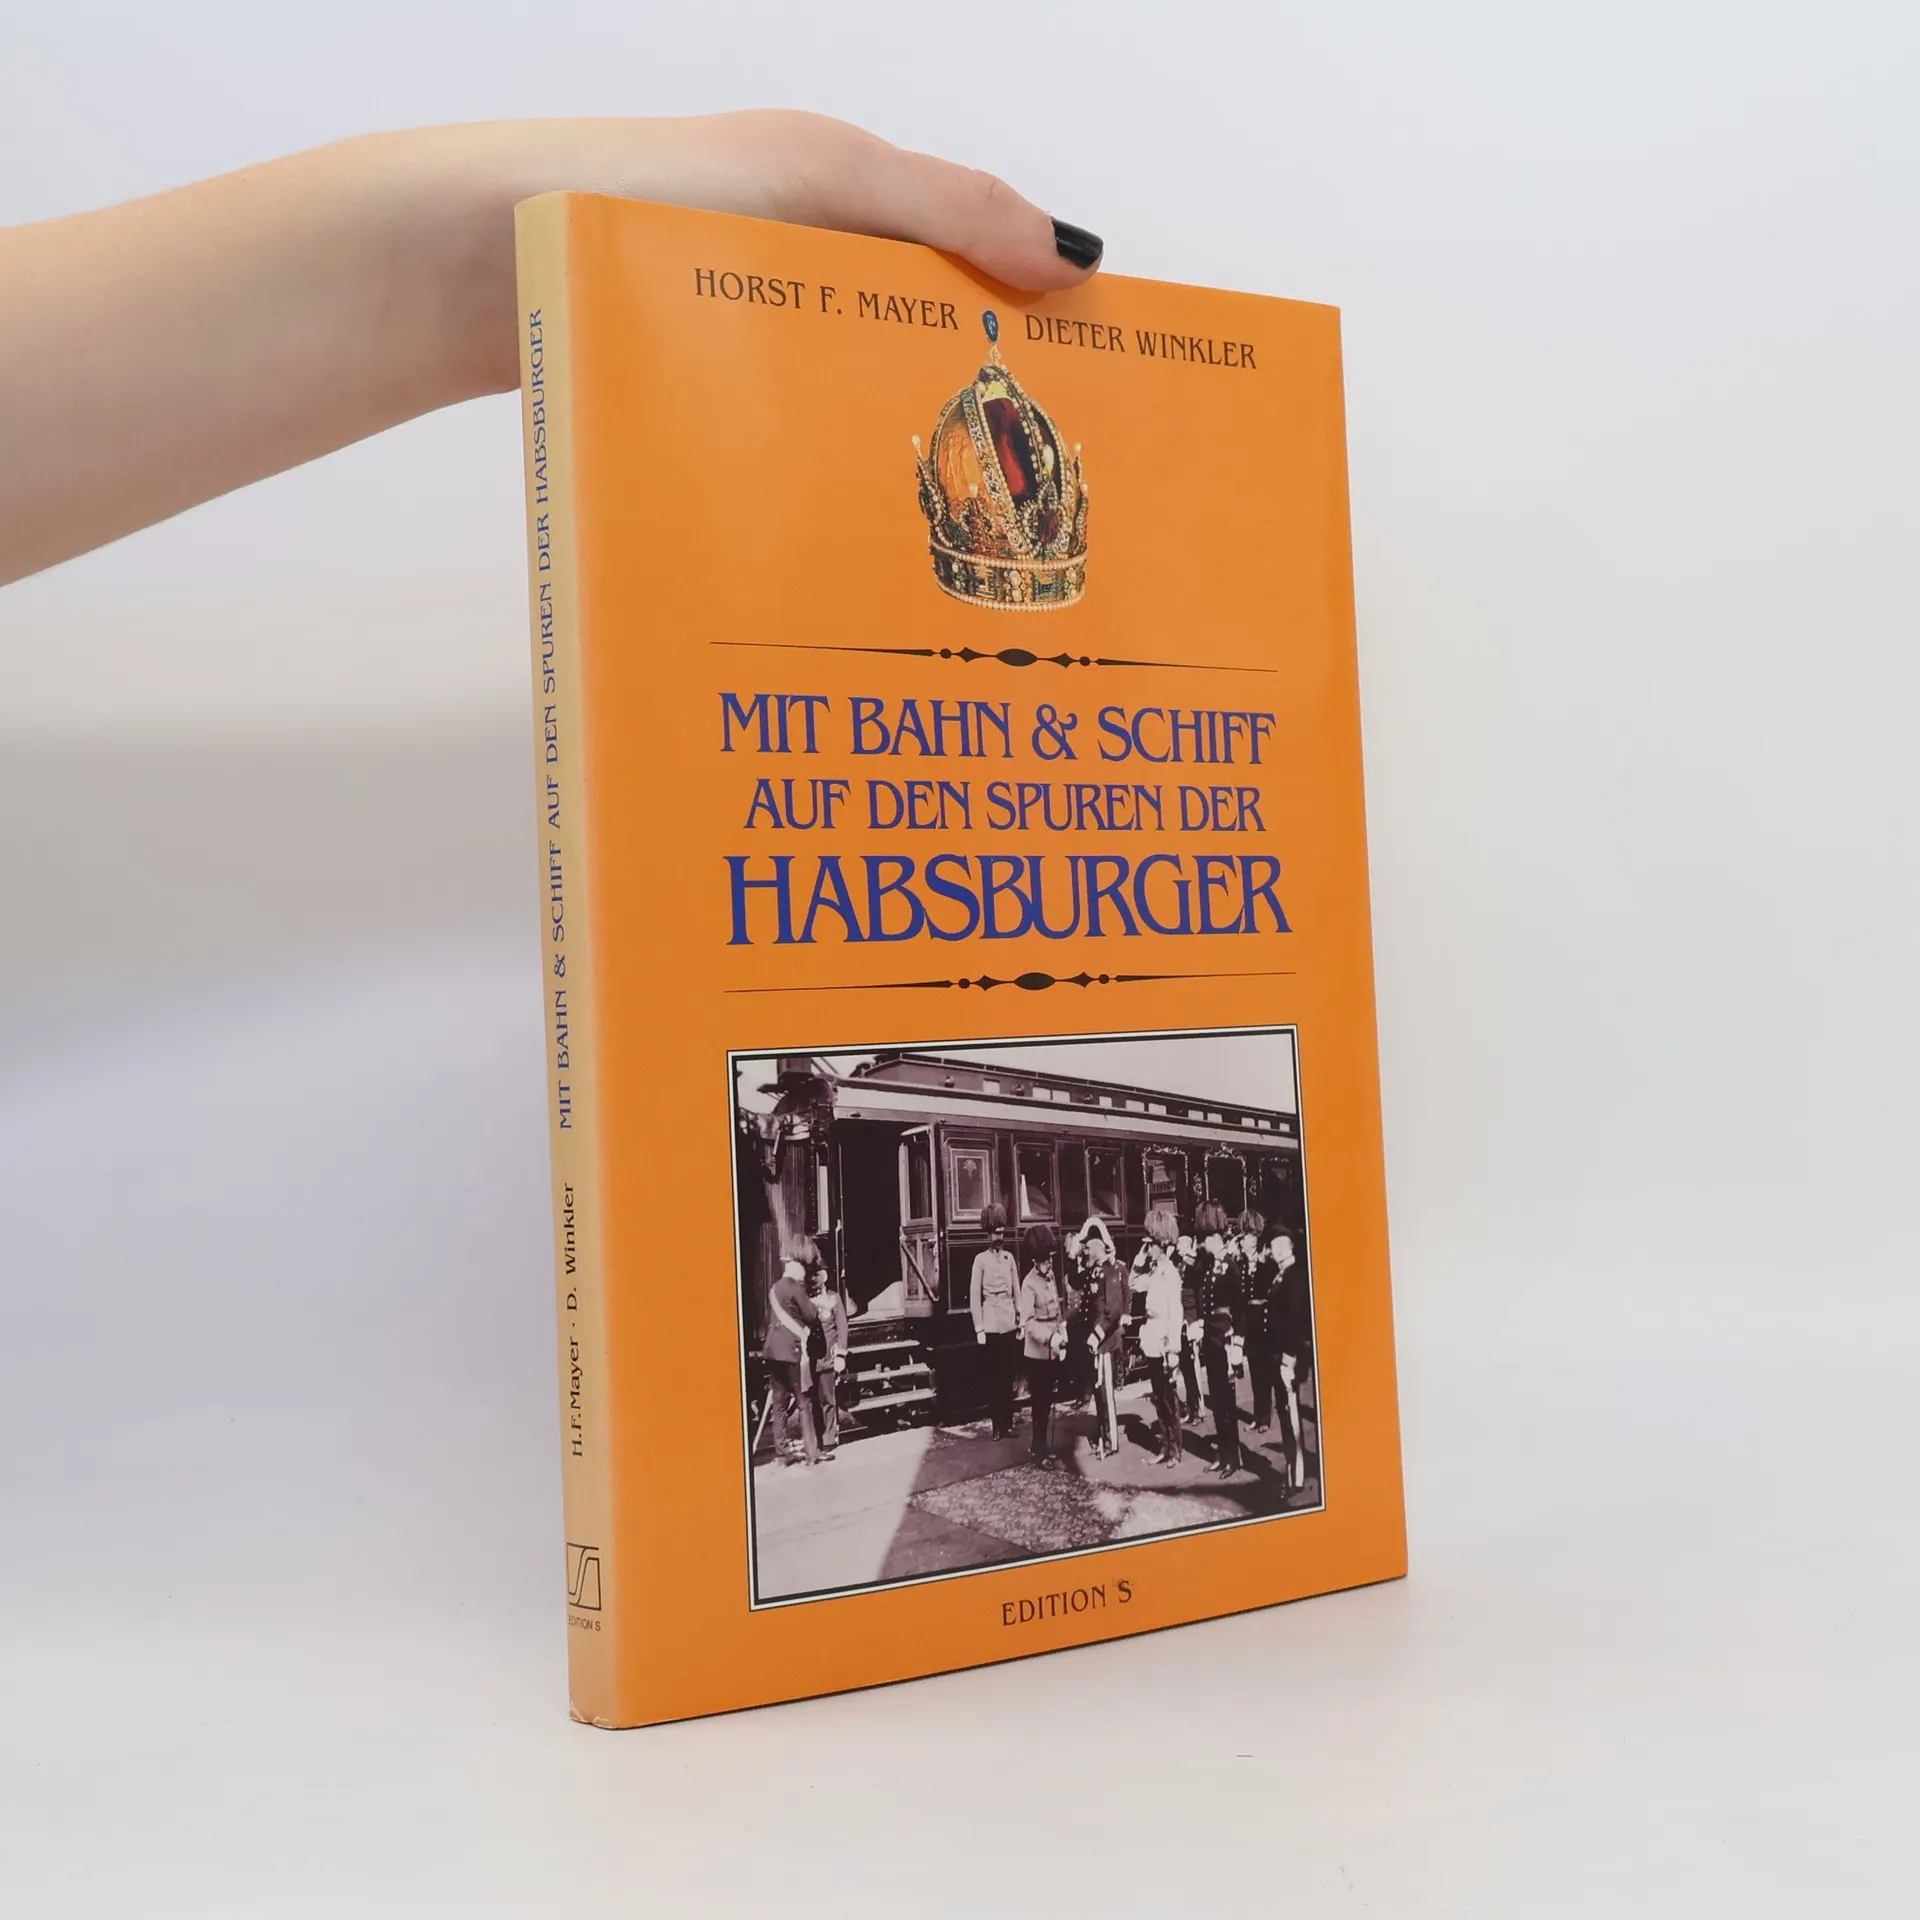 HORST F. MAYER
DIETER WINKLER
MIT BAHN & SCHIFF
AUF DEN SPUREN DER
HABSBURGER
EDITION S
H.F.Mayer · D. Winkler
MIT BAHN & SCHIFF AUF DEN SPUREN DER HABSBURGER
EDITION S